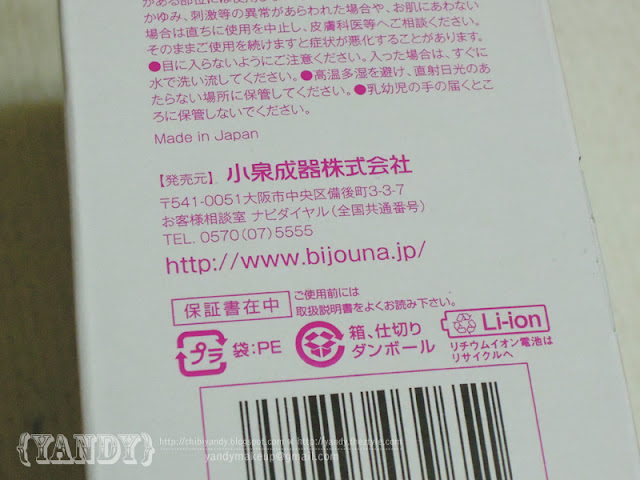 かゆみ、刺激等の異常があらわれた場合や、お肌にあわない
場合は直ちに使用を中止し、皮膚科医等へご相談ください。
そのままご使用を続けますと症状が悪化することがあります。
●目に入らないようにご注意ください。入った場合は、すぐに
水で洗い流してください。●高温多湿を避け、直射日光のあ
たらない場所に保管してください。●乳幼児の手の届くとこ
ろに保管しないでください。
Made in Japan
【発売元】 小泉成器株式会社
〒541-0051大阪市中央区備後町3-3-7
お客様相談室 ナビダイヤル(全国共通番号)
TEL. 0570(07)5555
http://www.bijouna.jp/
保証書在中
ご使用前には
取扱説明書をよくお読み下さい。
プラ 袋:PE
箱、仕切り
ダンボール
Li-ion
リチウムイオン電池は
リサイクルへ
{YANDY}
yandymakeup@gmail.com